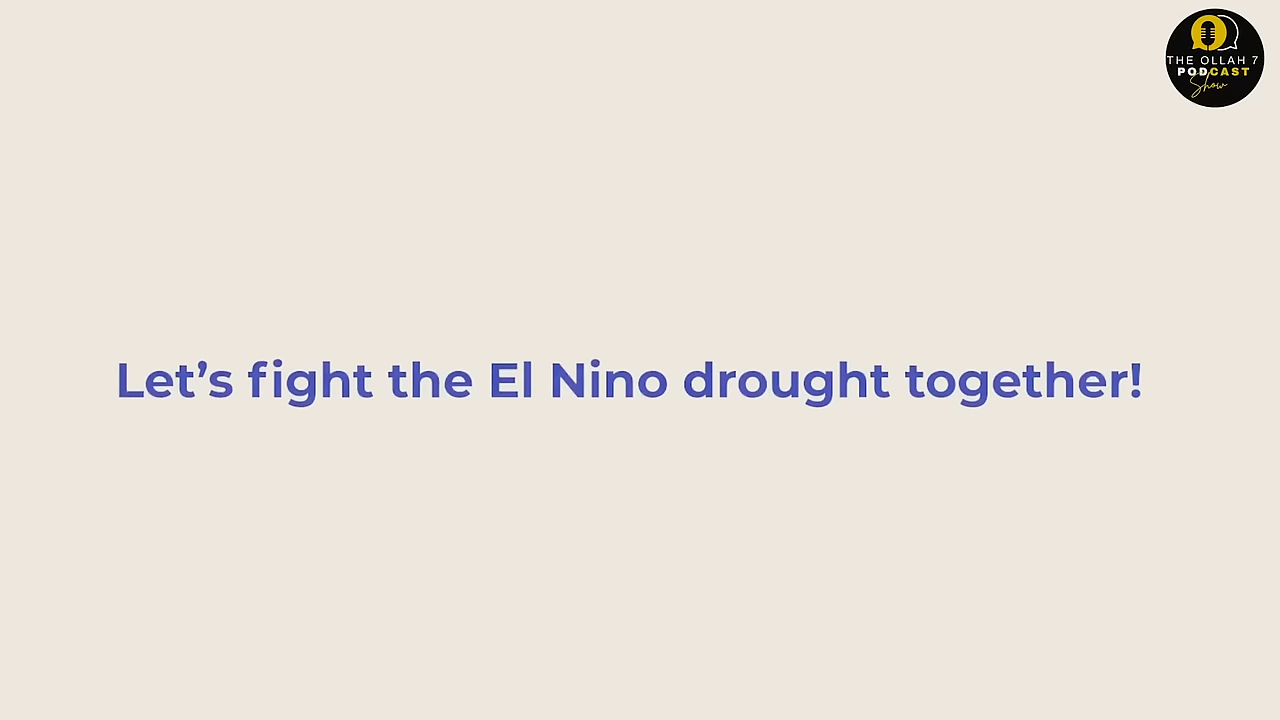 THE OLLAH 7
PODCAST
Show
Let’s fight the El Nino drought together!